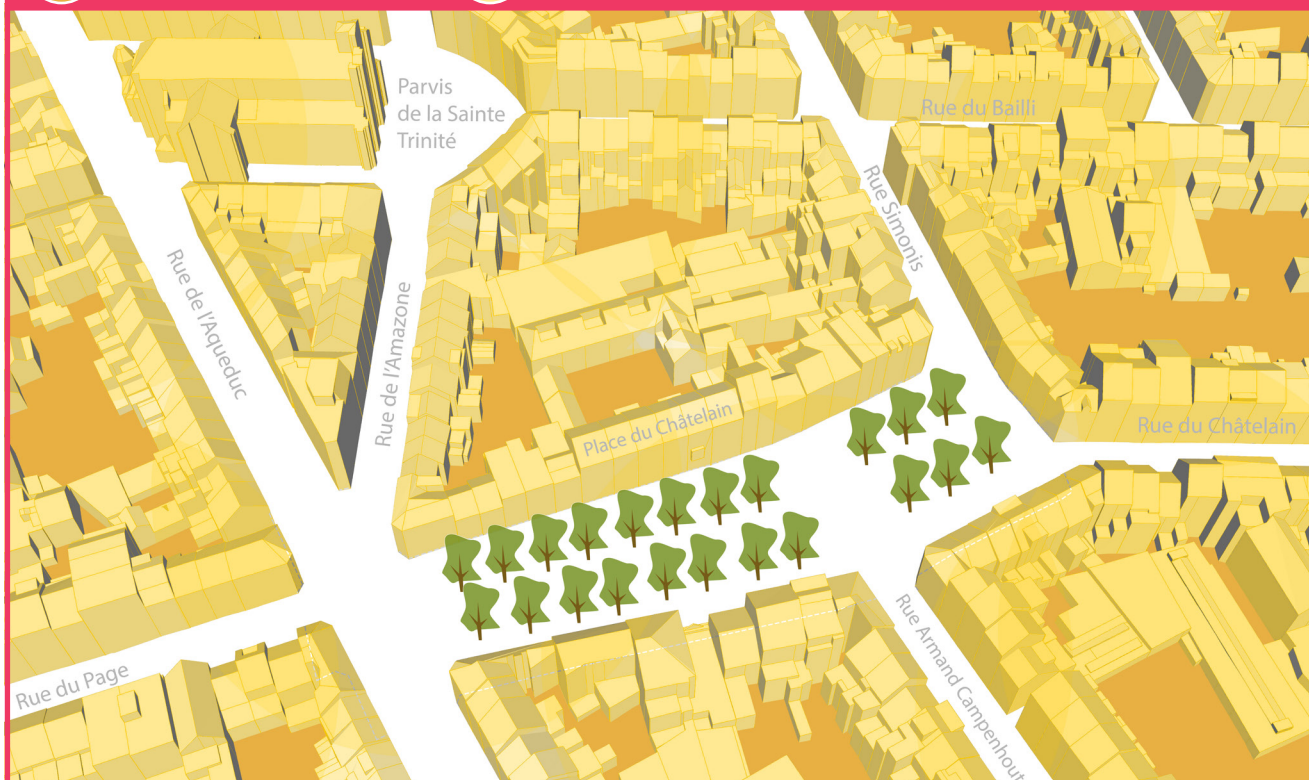 Parvis
de la Sainte
Trinité
Rue du Bailli
Rue Simonis
Rue de l'Aqueduc
Rue de l'Amazone
Place du Châtelain
Rue du Châtelain
Rue du Page
Rue Armand Campenhout